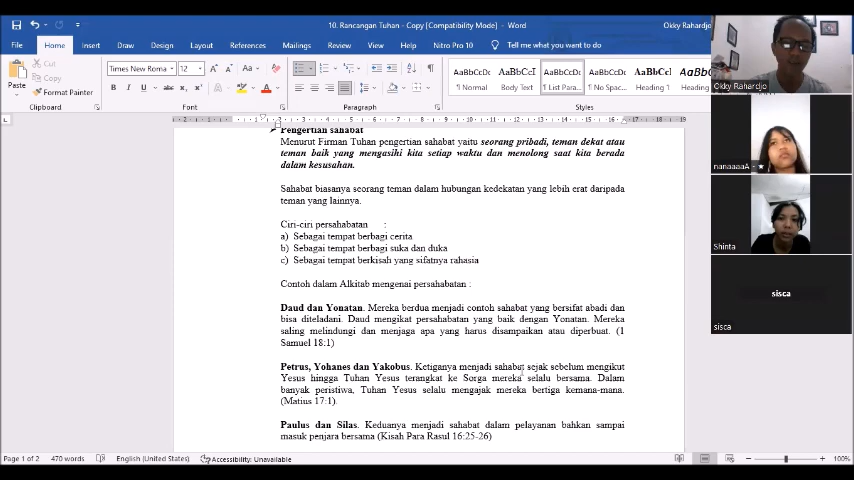 10. Rancangan Tuhan - Copy [Compatibility Mode] - Word
Okky Rahardjo
File Home Insert Draw Design Layout References Mailings Review View Help Nitro Pro 10 Tell me what you want to do
Paste
Cut
Copy
Format Painter
Clipboard
Times New Roma 12
Font
Paragraph
AaBbCcDc AaBbCcI AaBbCcDc AaBbCcDc AaBbCcI AaBb
¶ Normal Body Text ¶ List Para... ¶ No Spac... Heading 1 Heading
Styles
Pengertian sahabat
Menurut Firman Tuhan pengertian sahabat yaitu seorang pribadi, teman dekat atau
teman baik yang mengasihi kita setiap waktu dan menolong saat kita berada
dalam kesusahan.
Sahabat biasanya seorang teman dalam hubungan kedekatan yang lebih erat daripada
teman yang lainnya.
Ciri-ciri persahabatan :
a) Sebagai tempat berbagi cerita
b) Sebagai tempat berbagi suka dan duka
c) Sebagai tempat berkisah yang sifatnya rahasia
Contoh dalam Alkitab mengenai persahabatan :
Daud dan Yonatan. Mereka berdua menjadi contoh sahabat yang bersifat abadi dan
bisa diteladani. Daud mengikat persahabatan yang baik dengan Yonatan. Mereka
saling melindungi dan menjaga apa yang harus disampaikan atau diperbuat. (1
Samuel 18:1)
Petrus, Yohanes dan Yakobus. Ketiganya menjadi sahabat sejak sebelum mengikut
Yesus hingga Tuhan Yesus terangkat ke Sorga mereka selalu bersama. Dalam
banyak peristiwa, Tuhan Yesus selalu mengajak mereka bertiga kemana-mana.
(Matius 17:1).
Paulus dan Silas. Keduanya menjadi sahabat dalam pelayanan bahkan sampai
masuk penjara bersama (Kisah Para Rasul 16:25-26)
Page 1 of 2 470 words English (United States) Accessibility: Unavailable
100%
Okky Rahardjo
nanaaaaA - ★
Shinta
sisca
sisca